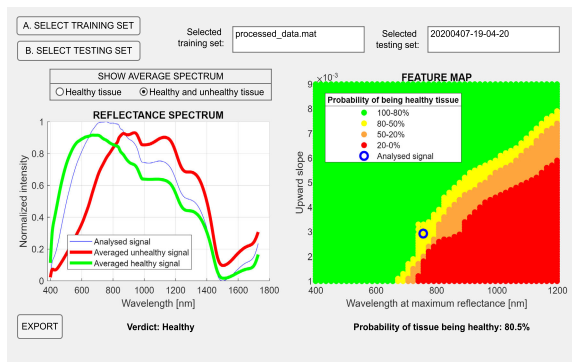 A. SELECT TRAINING SET
B. SELECT TESTING SET
Selected
training set:
processed_data.mat
Selected
testing set:
20200407-19-04-20
SHOW AVERAGE SPECTRUM
Healthy tissue
Healthy and unhealthy tissue
REFLECTANCE SPECTRUM
Normalized intensity
1
0.8
0.6
0.4
0.2
0
Analysed signal
Averaged unhealthy signal
Averaged healthy signal
400 600 800 1000 1200 1400 1600 1800
Wavelength [nm]
×10⁻³
FEATURE MAP
Upward slope
9
8
7
6
5
4
3
2
1
Probability of being healthy tissue
100-80%
80-50%
50-20%
20-0%
Analysed signal
400 600 800 1000 1200
Wavelength at maximum reflectance [nm]
EXPORT
Verdict: Healthy
Probability of tissue being healthy: 80.5%